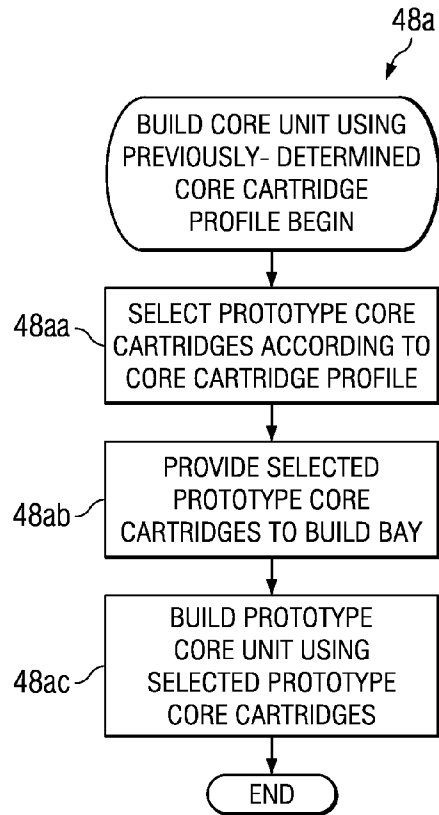 48a
BUILD CORE UNIT USING
PREVIOUSLY- DETERMINED
CORE CARTRIDGE
PROFILE BEGIN
48aa
SELECT PROTOTYPE CORE
CARTRIDGES ACCORDING TO
CORE CARTRIDGE PROFILE
48ab
PROVIDE SELECTED
PROTOTYPE CORE
CARTRIDGES TO BUILD BAY
48ac
BUILD PROTOTYPE
CORE UNIT USING
SELECTED PROTOTYPE
CORE CARTRIDGES
END